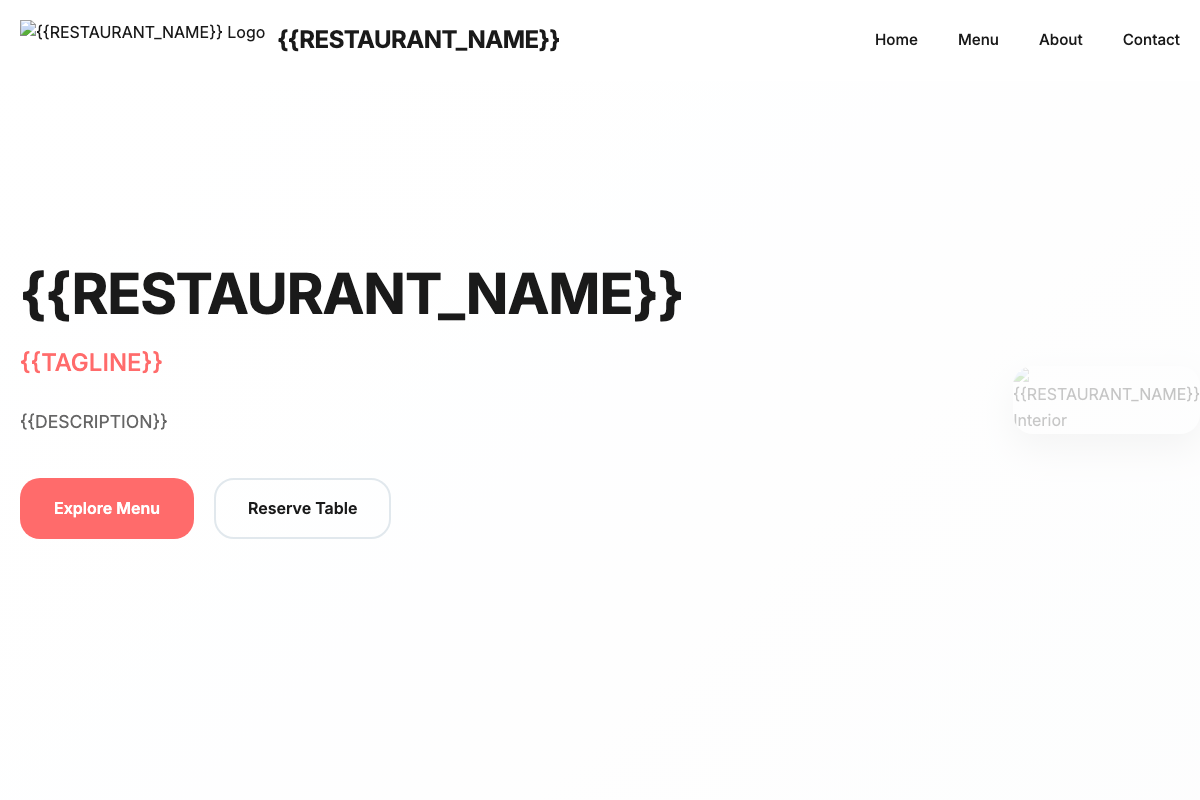 {{RESTAURANT_NAME}} Logo
{{RESTAURANT_NAME}}
Home
Menu
About
Contact
{{RESTAURANT_NAME}}
{{TAGLINE}}
{{DESCRIPTION}}
Explore Menu
Reserve Table
{{RESTAURANT_NAME}}
Interior